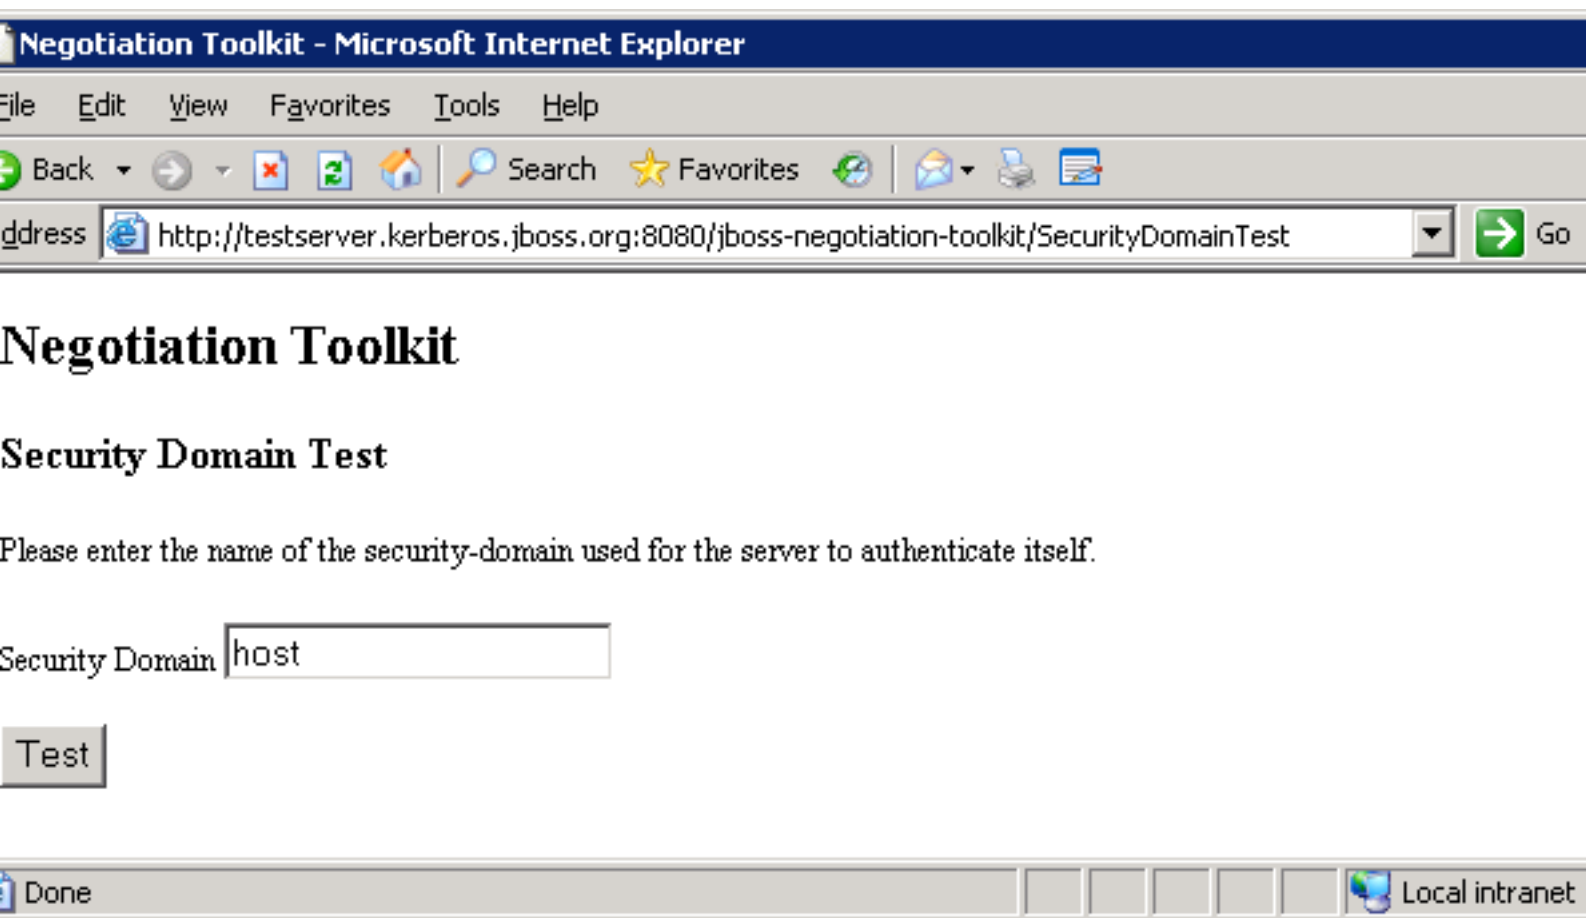 Negotiation Toolkit - Microsoft Internet Explorer
File Edit View Favorites Tools Help
Back Search Favorites
ddress http://testserver.kerberos.jboss.org:8080/jboss-negotiation-toolkit/SecurityDomainTest Go
Negotiation Toolkit
Security Domain Test
Please enter the name of the security-domain used for the server to authenticate itself.
Security Domain host
Test
Done Local intranet